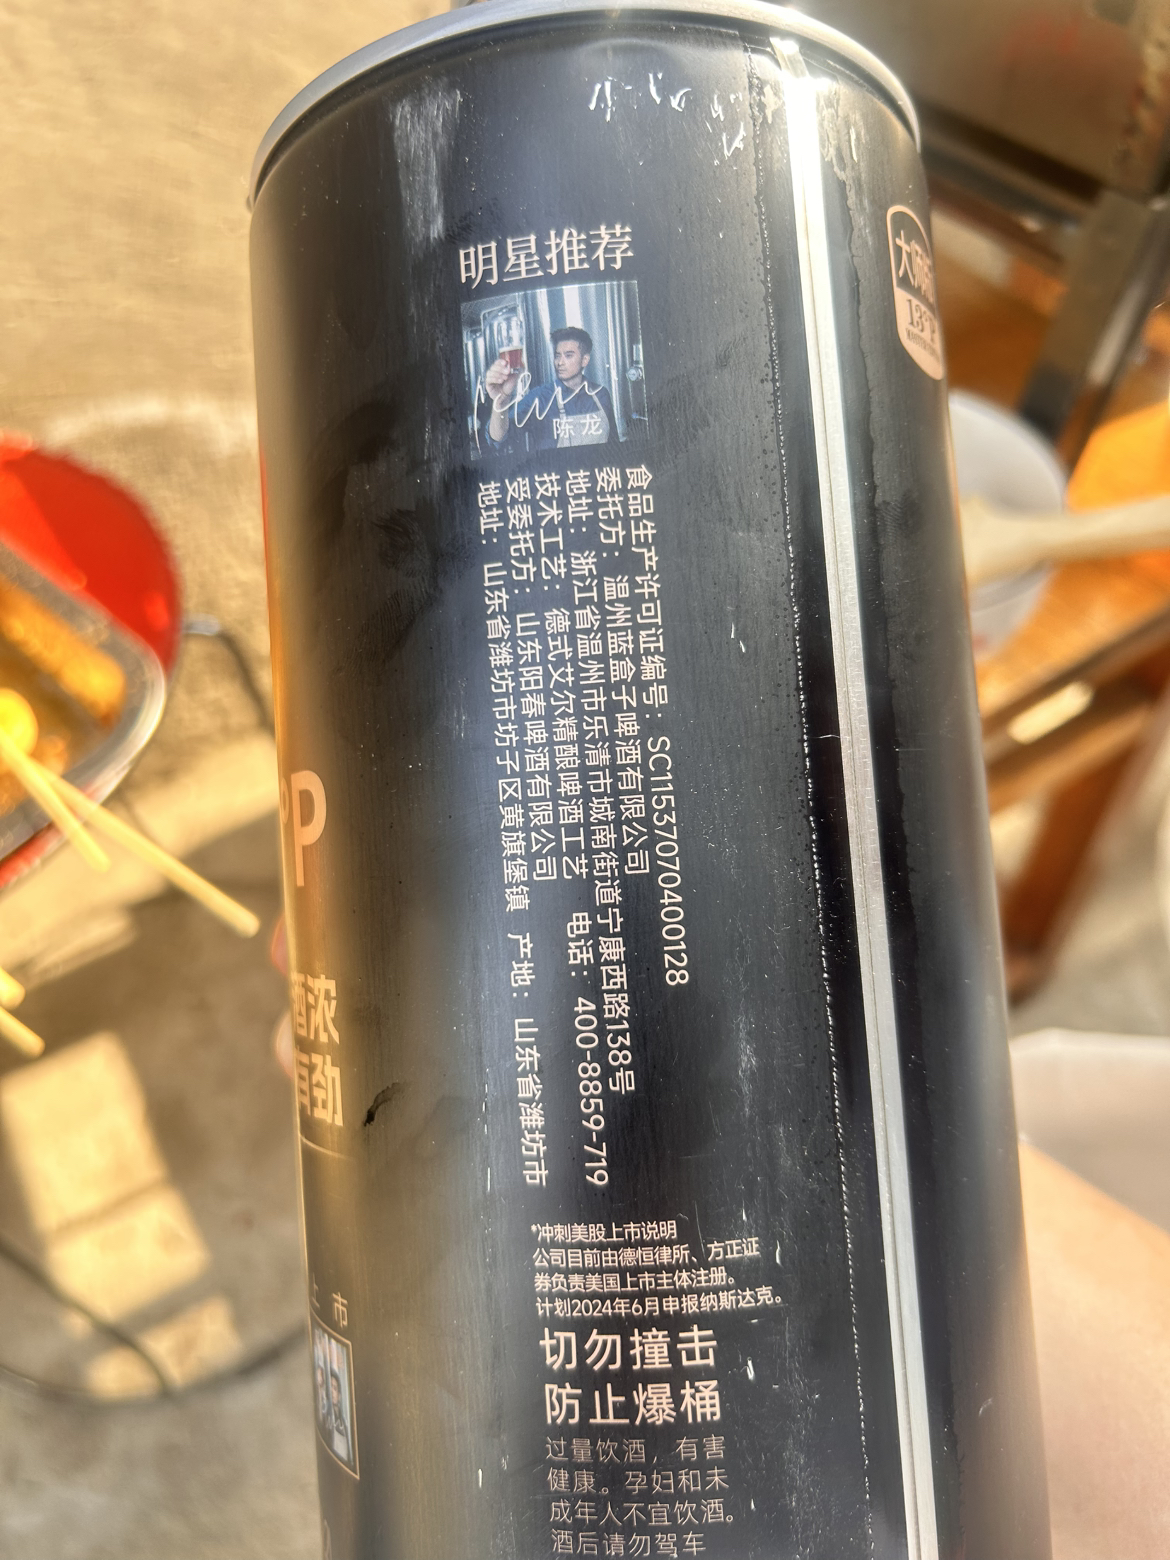 明星推荐
陈龙
食品生产许可证编号：SC11537070400128
委托方：温州蓝盒子啤酒有限公司
地址：浙江省温州市乐清市城南街道宁康西路138号
技术工艺：德式艾尔精酿啤酒工艺 电话：400-8859-719
受委托方：山东阳春啤酒有限公司
地址：山东省潍坊市坊子区黄旗堡镇 产地：山东省潍坊市
*冲刺美股上市说明
公司目前由德恒律所、方正证
券负责美国上市主体注册。
计划2024年6月申报纳斯达克。
切勿撞击
防止爆桶
过量饮酒，有害
健康。孕妇和未
成年人不宜饮酒。
酒后请勿驾车
P
酒浓
有劲
上市
大师
13°P